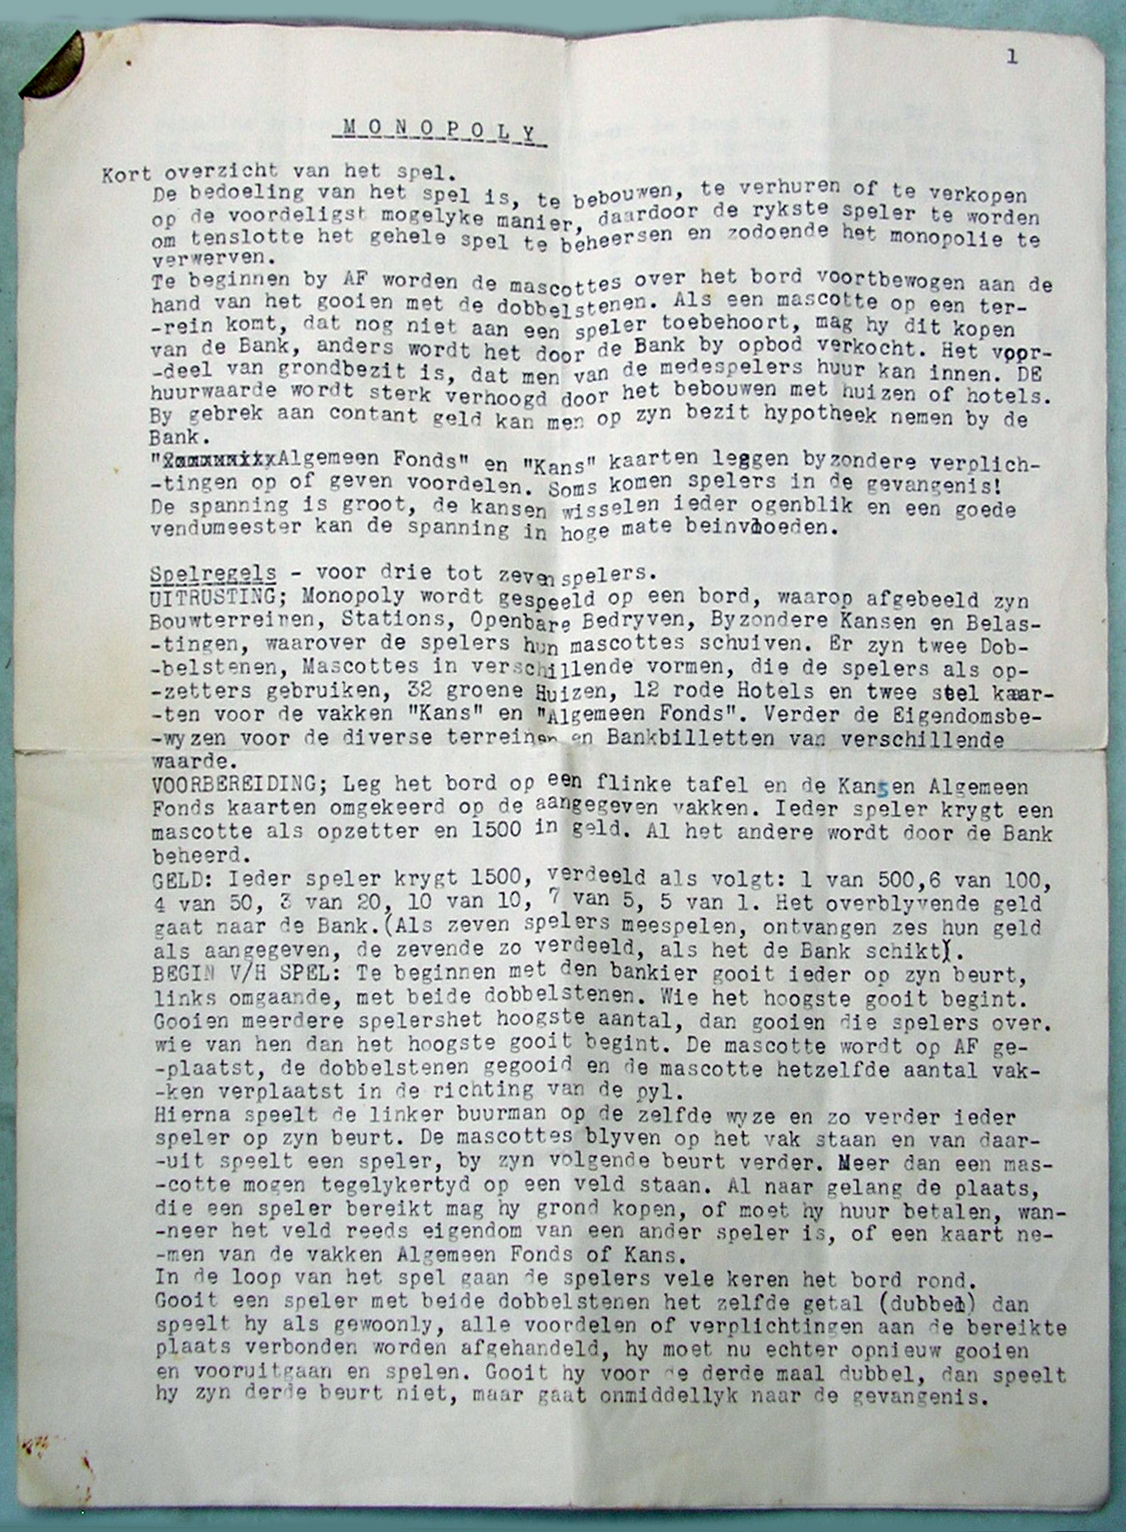 1
MONOPOLY
Kort overzicht van het spel.
De bedoeling van het spel is, te bebouwen, te verhuren of te verkopen
op de voordeligst mogelyke manier, daardoor de rykste speler te worden
om tenslotte het gehele spel te beheersen en zodoende het monopolie te
verwerven.
Te beginnen by AF worden de mascottes over het bord voortbewogen aan de
hand van het gooien met de dobbelstenen. Als een mascotte op een ter-
-rein komt, dat nog niet aan een speler toebehoort, mag hy dit kopen
van de Bank, anders wordt het door de Bank by opbod verkocht. Het voor-
-deel van grondbezit is, dat men van de medespelers huur kan innen. DE
huurwaarde wordt sterk verhoogd door het bebouwen met huizen of hotels.
By gebrek aan contant geld kan men op zyn bezit hypotheek nemen by de
Bank.
"Algemeen Fonds" en "Kans" kaarten leggen byzondere verplich-
-tingen op of geven voordelen. Soms komen spelers in de gevangenis!
De spanning is groot, de kansen wisselen ieder ogenblik en een goede
vendumeester kan de spanning in hoge mate beinvloeden.
Spelregels - voor drie tot zeven spelers.
UITRUSTING; Monopoly wordt gespeeld op een bord, waarop afgebeeld zyn
Bouwterreinen, Stations, Openbare Bedryven, Byzondere Kansen en Belas-
-tingen, waarover de spelers hun mascottes schuiven. Er zyn twee Dob-
-belstenen, Mascottes in verschillende vormen, die de spelers als op-
-zetters gebruiken, 32 groene Huizen, 12 rode Hotels en twee stel kaar-
-ten voor de vakken "Kans" en "Algemeen Fonds". Verder de Eigendomsbe-
-wyzen voor de diverse terreinen en Bankbilletten van verschillende
waarde.
VOORBEREIDING; Leg het bord op een flinke tafel en de Kansen Algemeen
Fonds kaarten omgekeerd op de aangegeven vakken. Ieder speler krygt een
mascotte als opzetter en 1500 in geld. Al het andere wordt door de Bank
beheerd.
GELD: Ieder speler krygt 1500, verdeeld als volgt: 1 van 500,6 van 100,
4 van 50, 3 van 20, 10 van 10, 7 van 5, 5 van 1. Het overblyvende geld
gaat naar de Bank.(Als zeven spelers meespelen, ontvangen zes hun geld
als aangegeven, de zevende zo verdeeld, als het de Bank schikt).
BEGIN V/H SPEL: Te beginnen met den bankier gooit ieder op zyn beurt,
links omgaande, met beide dobbelstenen. Wie het hoogste gooit begint.
Gooien meerdere spelershet hoogste aantal, dan gooien die spelers over.
wie van hen dan het hoogste gooit begint. De mascotte wordt op AF ge-
-plaatst, de dobbelstenen gegooid en de mascotte hetzelfde aantal vak-
-ken verplaatst in de richting van de pyl.
Hierna speelt de linker buurman op de zelfde wyze en zo verder ieder
speler op zyn beurt. De mascottes blyven op het vak staan en van daar-
-uit speelt een speler, by zyn volgende beurt verder. Meer dan een mas-
-cotte mogen tegelykertyd op een veld staan. Al naar gelang de plaats,
die een speler bereikt mag hy grond kopen, of moet hy huur betalen, wan-
-neer het veld reeds eigendom van een ander speler is, of een kaart ne-
-men van de vakken Algemeen Fonds of Kans.
In de loop van het spel gaan de spelers vele keren het bord rond.
Gooit een speler met beide dobbelstenen het zelfde getal (dubbel) dan
speelt hy als gewoonly, alle voordelen of verplichtingen aan de bereikte
plaats verbonden worden afgehandeld, hy moet nu echter opnieuw gooien
en vooruitgaan en spelen. Gooit hy voor de derde maal dubbel, dan speelt
hy zyn derde beurt niet, maar gaat onmiddellyk naar de gevangenis.